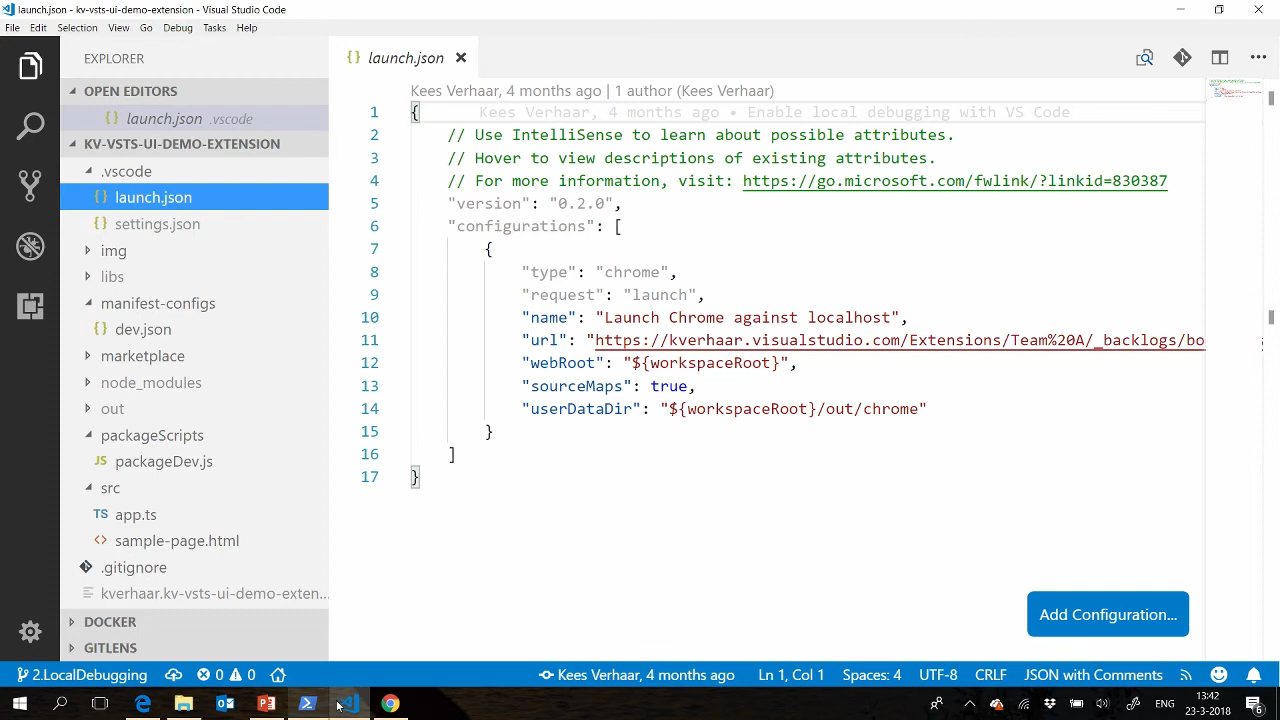 launch.json - kv-vsts-ui-demo-extension - Visual Studio Code
File Edit Selection View Go Debug Tasks Help
EXPLORER
OPEN EDITORS
launch.json .vscode
KV-VSTS-UI-DEMO-EXTENSION
.vscode
launch.json
settings.json
img
libs
manifest-configs
dev.json
marketplace
node_modules
out
packageScripts
JS packageDev.js
src
TS app.ts
sample-page.html
.gitignore
kverhaar.kv-vsts-ui-demo-exten...
DOCKER
GITLENS
launch.json
Kees Verhaar, 4 months ago | 1 author (Kees Verhaar)
1 { Kees Verhaar, 4 months ago • Enable local debugging with VS Code
2 // Use IntelliSense to learn about possible attributes.
3 // Hover to view descriptions of existing attributes.
4 // For more information, visit: https://go.microsoft.com/fwlink/?linkid=830387
5 "version": "0.2.0",
6 "configurations": [
7 {
8 "type": "chrome",
9 "request": "launch",
10 "name": "Launch Chrome against localhost",
11 "url": "https://kverhaar.visualstudio.com/Extensions/Team%20A/_backlogs/bo
12 "webRoot": "${workspaceRoot}",
13 "sourceMaps": true,
14 "userDataDir": "${workspaceRoot}/out/chrome"
15 }
16 ]
17 }
Add Configuration...
2.LocalDebugging 0 0 Kees Verhaar, 4 months ago Ln 1, Col 1 Spaces: 4 UTF-8 CRLF JSON with Comments
ENG 13:42
23-3-2018 6